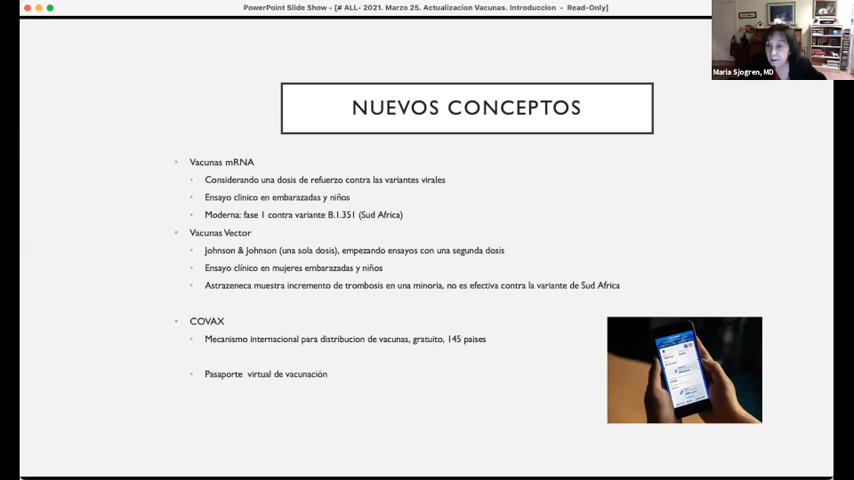 PowerPoint Slide Show - [# ALL- 2021. Marzo 25. Actualizacion Vacunas. Introduccion - Read-Only]
Maria Sjogren, MD
NUEVOS CONCEPTOS
Vacunas mRNA
Considerando una dosis de refuerzo contra las variantes virales
Ensayo clinico en embarazadas y niños
Moderna: fase 1 contra variante B.1.351 (Sud Africa)
Vacunas Vector
Johnson & Johnson (una sola dosis), empezando ensayos con una segunda dosis
Ensayo clínico en mujeres embarazadas y niños
Astrazeneca muestra incremento de trombosis en una minoria, no es efectiva contra la variante de Sud Africa
COVAX
Mecanismo internacional para distribucion de vacunas, gratuito, 145 paises
Pasaporte virtual de vacunación